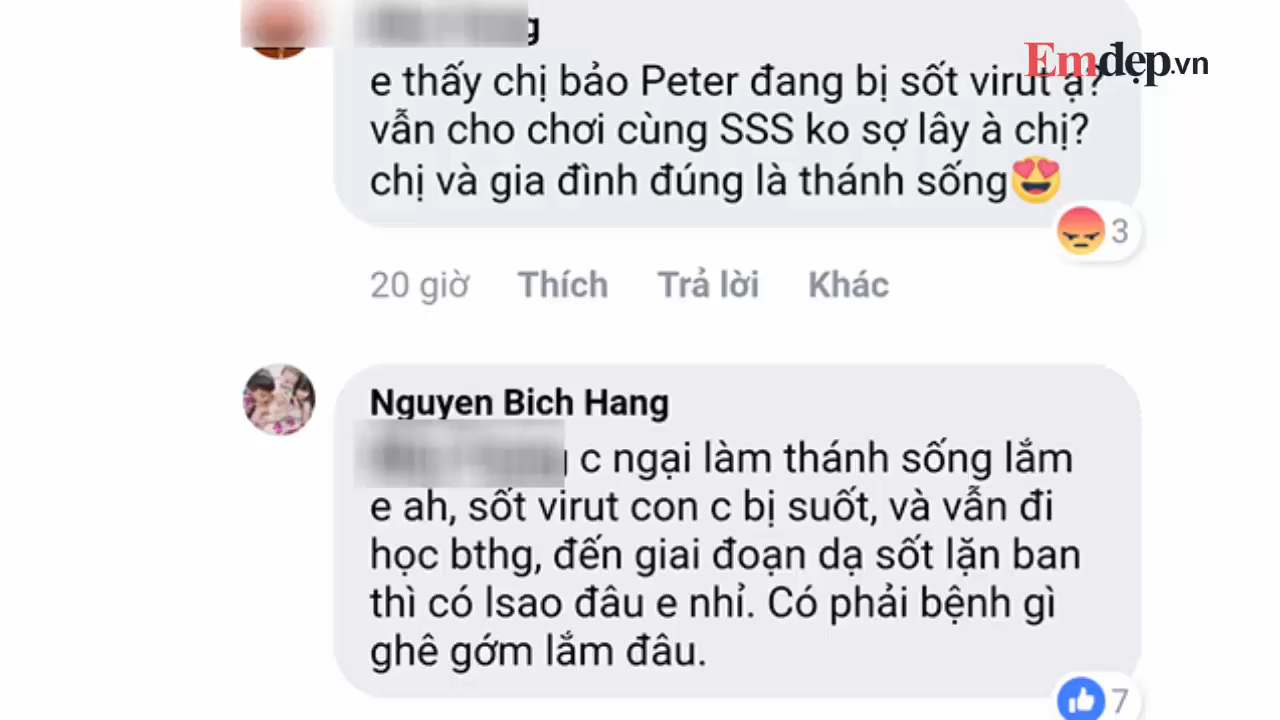 Emdẹp.vn
e thấy chị bảo Peter đang bị sốt virut ạ?
vẫn cho chơi cùng SSS ko sợ lây à chị?
chị và gia đình đúng là thánh sống
3
20 giờ Thích Trả lời Khác
Nguyen Bich Hang
c ngại làm thánh sống lắm
e ah, sốt virut con c bị suốt, và vẫn đi
học bthg, đến giai đoạn dạ sốt lặn ban
thì có lsao đâu e nhỉ. Có phải bệnh gì
ghê gớm lắm đâu.
7